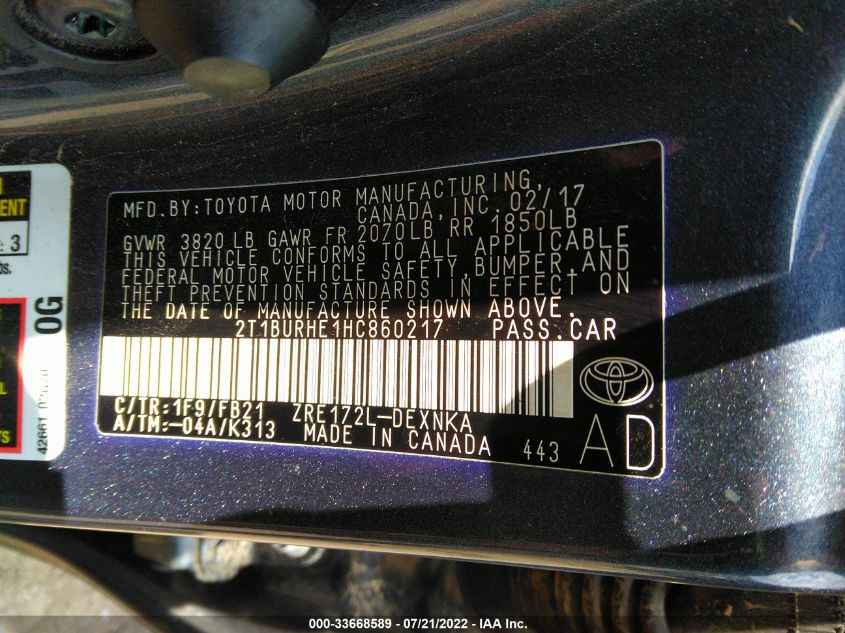 MFD.BY:TOYOTA MOTOR MANUFACTURING,
CANADA, INC. 02/17
GVWR 3820 LB GAWR FR 2070LB RR 1850LB
THIS VEHICLE CONFORMS TO ALL APPLICABLE
FEDERAL MOTOR VEHICLE SAFETY, BUMPER, AND
THEFT PREVENTION STANDARDS IN EFFECT ON
THE DATE OF MANUFACTURE SHOWN ABOVE.
2T1BURHE1HC860217 PASS.CAR
C/TR:1F9/FB21 ZRE172L-DEXNKA
A/TM:-04A/K313 MADE IN CANADA 443 AD
: 3
0G
42661
000-33668589 / 07/21/2022 - IAA Inc.